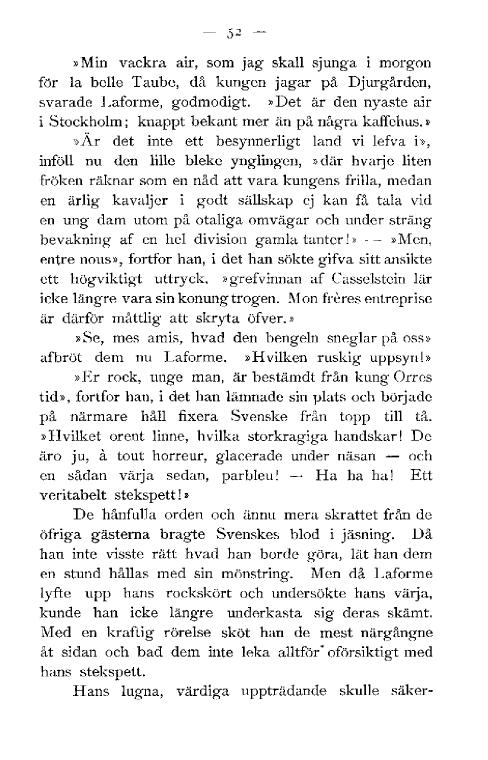 — 52 —
»Min vackra air, som jag skall sjunga i morgon
för la belle Taube, då kungen jagar på Djurgården,
svarade Laforme, godmodigt. »Det är den nyaste air
i Stockholm; knappt bekant mer än på några kaffehus.»
»Är det inte ett besynnerligt land vi lefva i»,
inföll nu den lille bleke ynglingen, »där hvarje liten
fröken räknar som en nåd att vara kungens frilla, medan
en ärlig kavaljer i godt sällskap ej kan få tala vid
en ung dam utom på otaliga omvägar och under sträng
bevakning af en hel division gamla tanter!» -- »Men,
entre nous», fortfor han, i det han sökte gifva sitt ansikte
ett högviktigt uttryck, »grefvinnan af Casselstein lär
icke längre vara sin konung trogen. Mon frères entreprise
är därför måttlig att skryta öfver.»
»Se, mes amis, hvad den bengeln sneglar på oss»
afbröt dem nu Laforme. »Hvilken ruskig uppsyn!»
»Er rock, unge man, är bestämdt från kung Orres
tid», fortfor han, i det han lämnade sin plats och började
på närmare håll fixera Svenske från topp till tå.
»Hvilket orent linne, hvilka storkragiga handskar! De
äro ju, à tout horreur, glacerade under näsan — och
en sådan värja sedan, parbleu! — Ha ha ha! Ett
veritabelt stekspett!»
De hånfulla orden och ännu mera skrattet från de
öfriga gästerna bragte Svenskes blod i jäsning. Då
han inte visste rätt hvad han borde göra, lät han dem
en stund hållas med sin mönstring. Men då Laforme
lyfte upp hans rockskört och undersökte hans värja,
kunde han icke längre underkasta sig deras skämt.
Med en kraftig rörelse sköt han de mest närgångne
åt sidan och bad dem inte leka alltför oförsiktigt med
hans stekspett.
Hans lugna, värdiga uppträdande skulle säker-